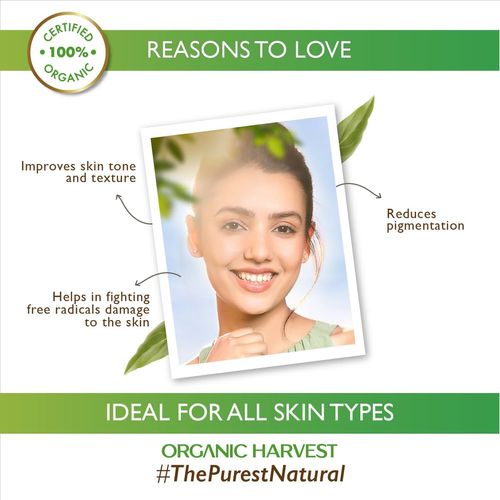 CERTIFIED
100%
ORGANIC
REASONS TO LOVE
Improves skin tone
and texture
Reduces
pigmentation
Helps in fighting
free radicals damage
to the skin
IDEAL FOR ALL SKIN TYPES
ORGANIC HARVEST
#ThePurestNatural